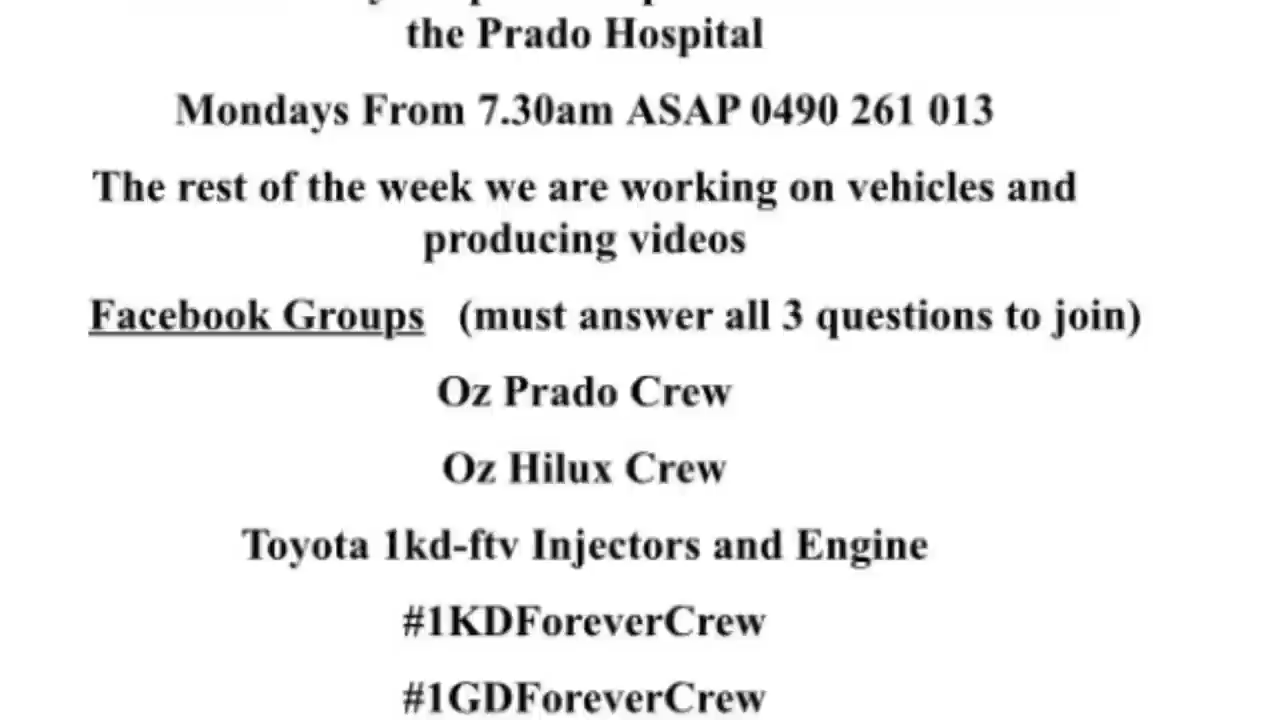 the Prado Hospital
Mondays From 7.30am ASAP 0490 261 013
The rest of the week we are working on vehicles and
producing videos
Facebook Groups (must answer all 3 questions to join)
Oz Prado Crew
Oz Hilux Crew
Toyota 1kd-ftv Injectors and Engine
#1KDForeverCrew
#1GDForeverCrew